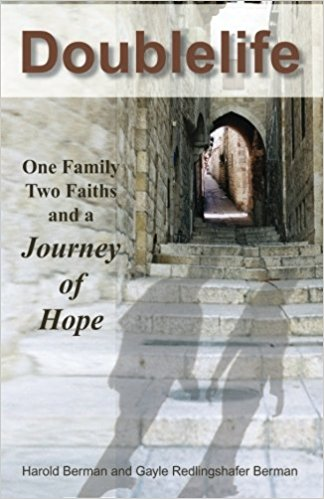 Doublelife
One Family
Two Faiths
and a
Journey
of
Hope
Harold Berman and Gayle Redlingshafer Berman